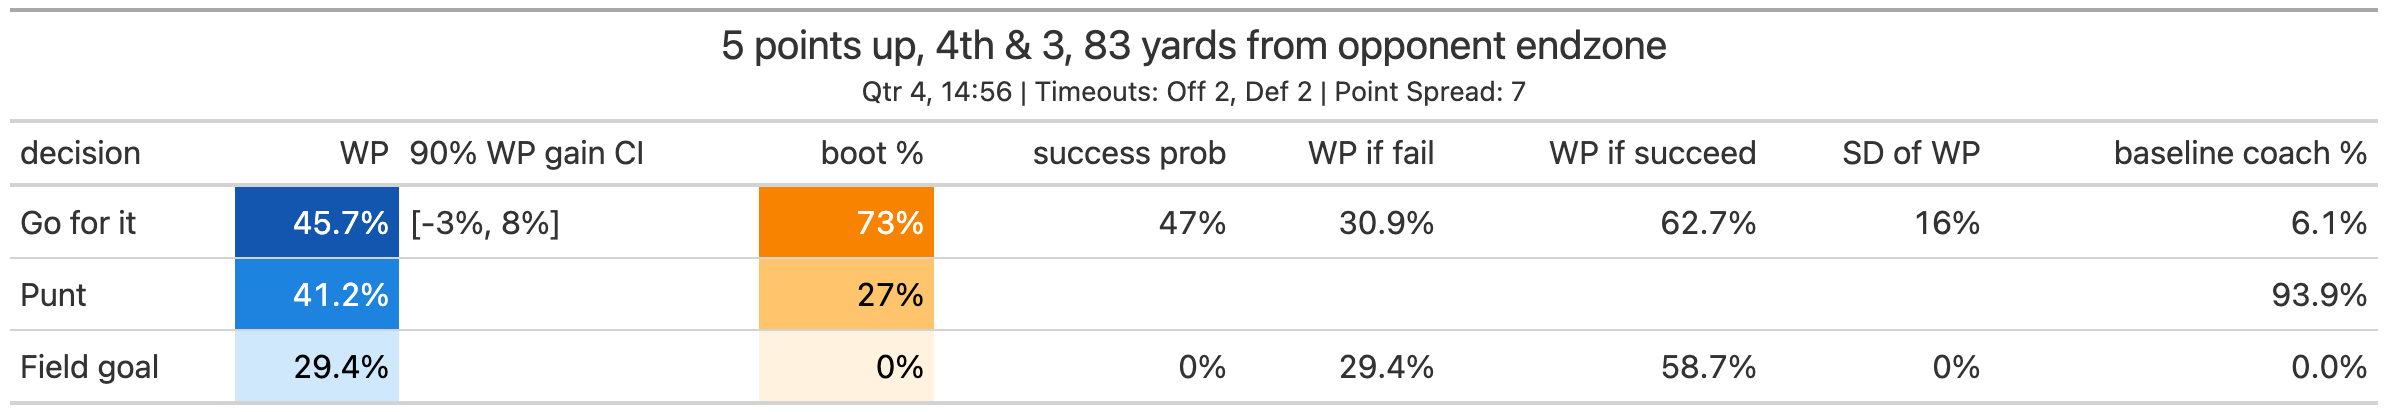 5 points up, 4th & 3, 83 yards from opponent endzone
Qtr 4, 14:56 | Timeouts: Off 2, Def 2 | Point Spread: 7
decision WP 90% WP gain CI boot % success prob WP if fail WP if succeed SD of WP baseline coach %
Go for it 45.7% [-3%, 8%] 73% 47% 30.9% 62.7% 16% 6.1%
Punt 41.2% 27% 93.9%
Field goal 29.4% 0% 0% 29.4% 58.7% 0% 0.0%